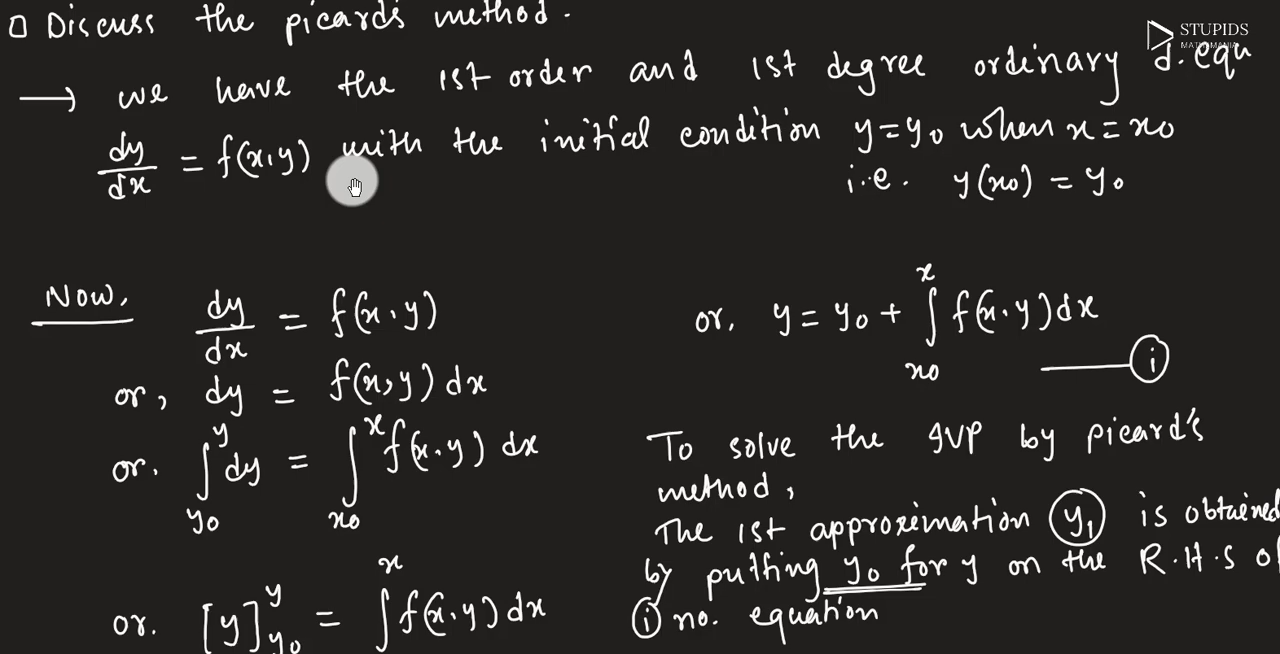 □ Discuss the picard's method.
STUPIDS
MATHEMANIA
→ we have the 1st order and 1st degree ordinary d. equ
dy/dx = f(x,y) with the initial condition y = y₀ when x = x₀
i.e. y(x₀) = y₀
Now, dy/dx = f(x,y)
or, dy = f(x,y) dx
or. ∫_{y₀}^{y} dy = ∫_{x₀}^{x} f(x,y) dx
or. [y]_{y₀}^{y} = ∫^{x} f(x,y) dx
or, y = y₀ + ∫_{x₀}^{x} f(x,y) dx
—— (i)
To solve the IVP by picard's
method,
The 1st approximation y₁ is obtained
by putting y₀ for y on the R.H.S o
(i) no. equation